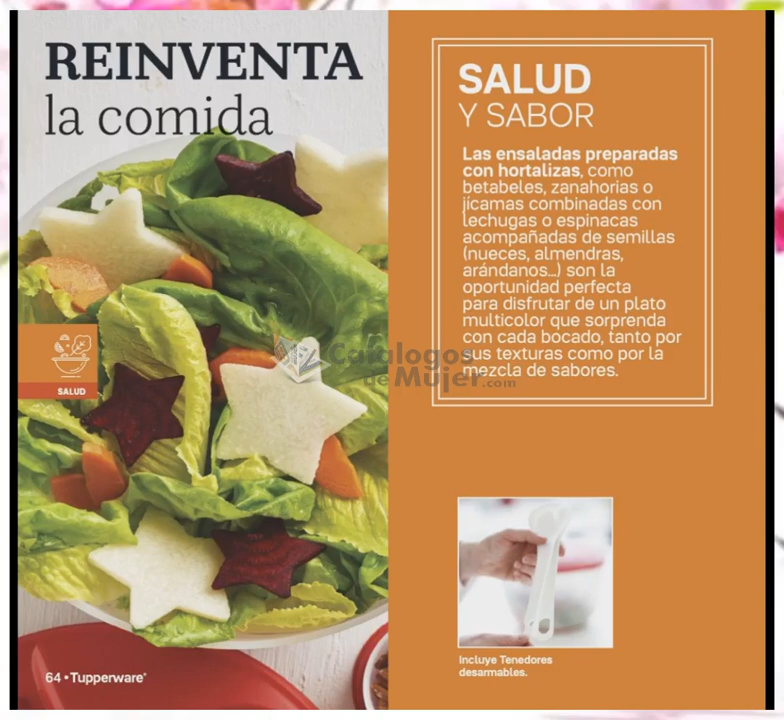 REINVENTA
la comida
SALUD
64 • Tupperware®
SALUD
Y SABOR
Las ensaladas preparadas
con hortalizas, como
betabeles, zanahorias o
jícamas combinadas con
lechugas o espinacas
acompañadas de semillas
(nueces, almendras,
arándanos...) son la
oportunidad perfecta
para disfrutar de un plato
multicolor que sorprenda
con cada bocado, tanto por
sus texturas como por la
mezcla de sabores.
Catalogos
DeMujer.com
Incluye Tenedores
desarmables.